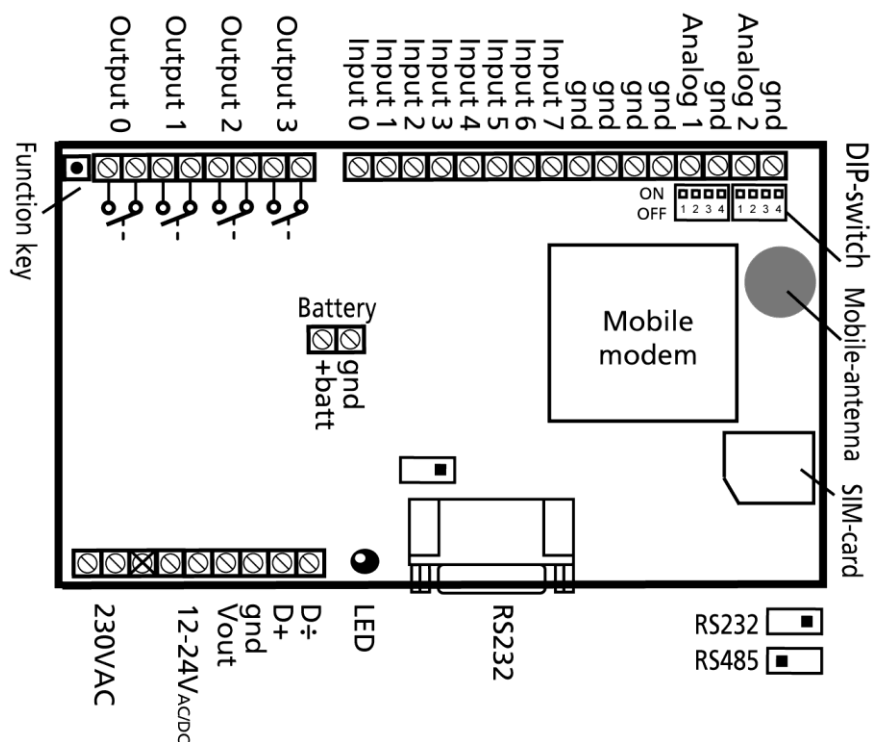 Output 0
Output 1
Output 2
Output 3
Input 0
Input 1
Input 2
Input 3
Input 4
Input 5
Input 6
Input 7
gnd
gnd
gnd
gnd
Analog 1
gnd
Analog 2
gnd
Function key
ON
OFF
1 2 3 4
1 2 3 4
DIP-switch
Mobile-antenna
SIM-card
Battery
+batt
gnd
Mobile
modem
230VAC
12-24VAC/DC
Vout
gnd
D+
D÷
LED
RS232
RS232
RS485